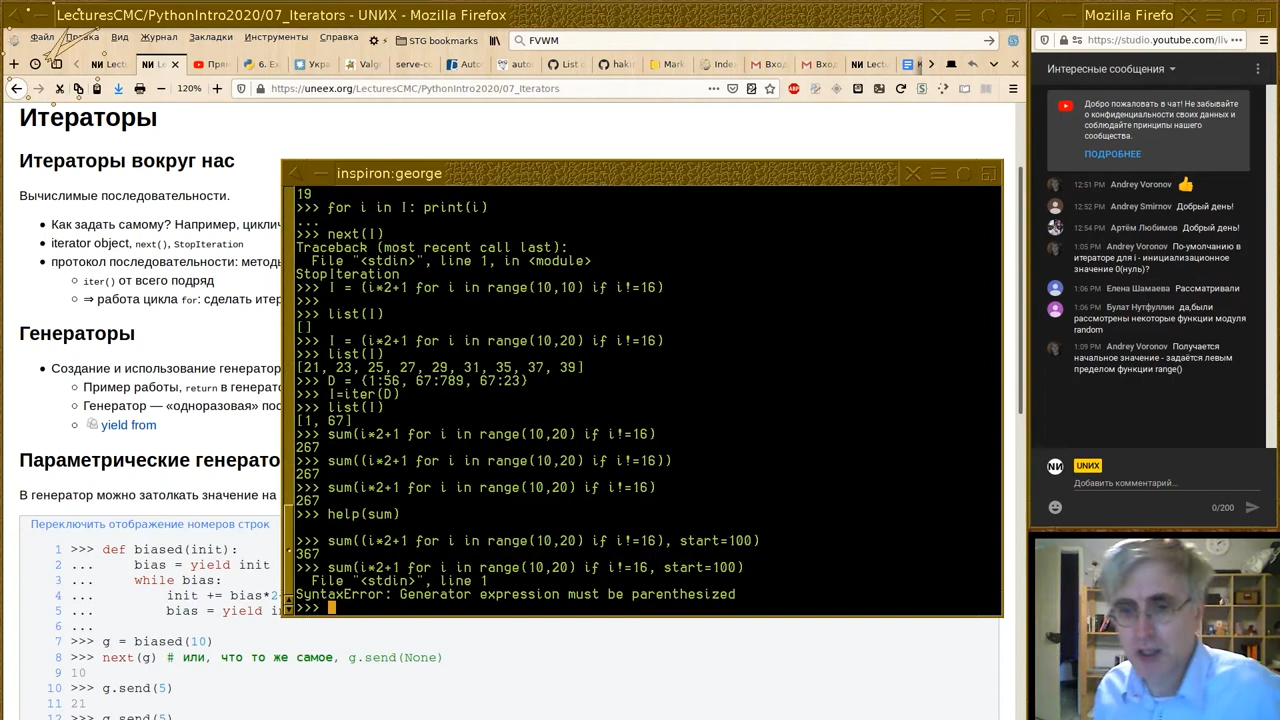 LecturesCMC/PythonIntro2020/07_Iterators - UNИX - Mozilla Firefox
Файл Правка Вид Журнал Закладки Инструменты Справка
STG bookmarks
FVWM
120%
https://uneex.org/LecturesCMC/PythonIntro2020/07_Iterators
Итераторы
Итераторы вокруг нас
Вычислимые последовательности.
Как задать самому? Например, циклич
iterator object, next(), StopIteration
протокол последовательности: методы
iter() от всего подряд
⇒ работа цикла for: сделать итер
Генераторы
Создание и использование генератор
Пример работы, return в генерато
Генератор — «одноразовая» пос
yield from
Параметрические генерато
В генератор можно затолкать значение на
Переключить отображение номеров строк
1 >>> def biased(init):
2 ... bias = yield init
3 ... while bias:
4 ... init += bias*2
5 ... bias = yield in
6 ...
7 >>> g = biased(10)
8 >>> next(g) # или, что то же самое, g.send(None)
9 10
10 >>> g.send(5)
11 21
12 >>> g.send(5)
inspiron:george
19
>>> for i in I: print(i)
...
>>> next(I)
Traceback (most recent call last):
File "<stdin>", line 1, in <module>
StopIteration
>>> I = (i*2+1 for i in range(10,10) if i!=16)
>>>
>>> list(I)
[]
>>> I = (i*2+1 for i in range(10,20) if i!=16)
>>> list(I)
[21, 23, 25, 27, 29, 31, 35, 37, 39]
>>> D = {1:56, 67:789, 67:23}
>>> I=iter(D)
>>> list(I)
[1, 67]
>>> sum(i*2+1 for i in range(10,20) if i!=16)
267
>>> sum((i*2+1 for i in range(10,20) if i!=16))
267
>>> sum(i*2+1 for i in range(10,20) if i!=16)
267
>>> help(sum)

>>> sum((i*2+1 for i in range(10,20) if i!=16), start=100)
367
>>> sum(i*2+1 for i in range(10,20) if i!=16, start=100)
File "<stdin>", line 1
SyntaxError: Generator expression must be parenthesized
>>>
Mozilla Firefo
https://studio.youtube.com/liv
Интересные сообщения
Добро пожаловать в чат! Не забывайте
о конфиденциальности своих данных и
соблюдайте принципы нашего
сообщества.
ПОДРОБНЕЕ
12:51 PM Andrey Voronov 👍
12:52 PM Andrey Smirnov Добрый день!
12:54 PM Артём Любимов Добрый день!
1:05 PM Andrey Voronov По-умолчанию в
итераторе для i - инициализационное
значение 0(нуль)?
1:06 PM Елена Шамаева Рассматривали
1:06 PM Булат Нутфуллин да,были
рассмотрены некоторые функции модуля
random
1:09 PM Andrey Voronov Получается
начальное значение - задаётся левым
пределом функции range()
UNИX
Добавить комментарий...
0/200